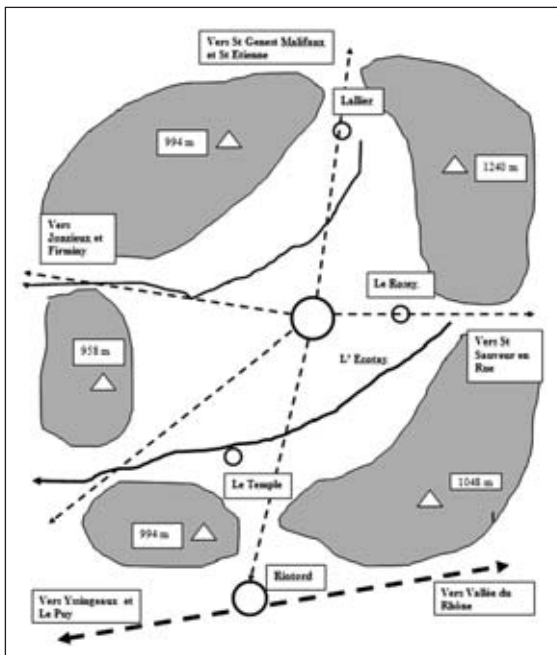 Vers St Genest Malifaux
et St Etienne
Lallier
994 m
1240 m
Vers
Jonzieux et
Firminy
Le Rozey
958 m
L' Ecotay
Vers St
Sauveur en
Rue
Le Temple
1048 m
994 m
Riotord
Vers Yssingeaux et
Le Puy
Vers Vallée du
Rhône